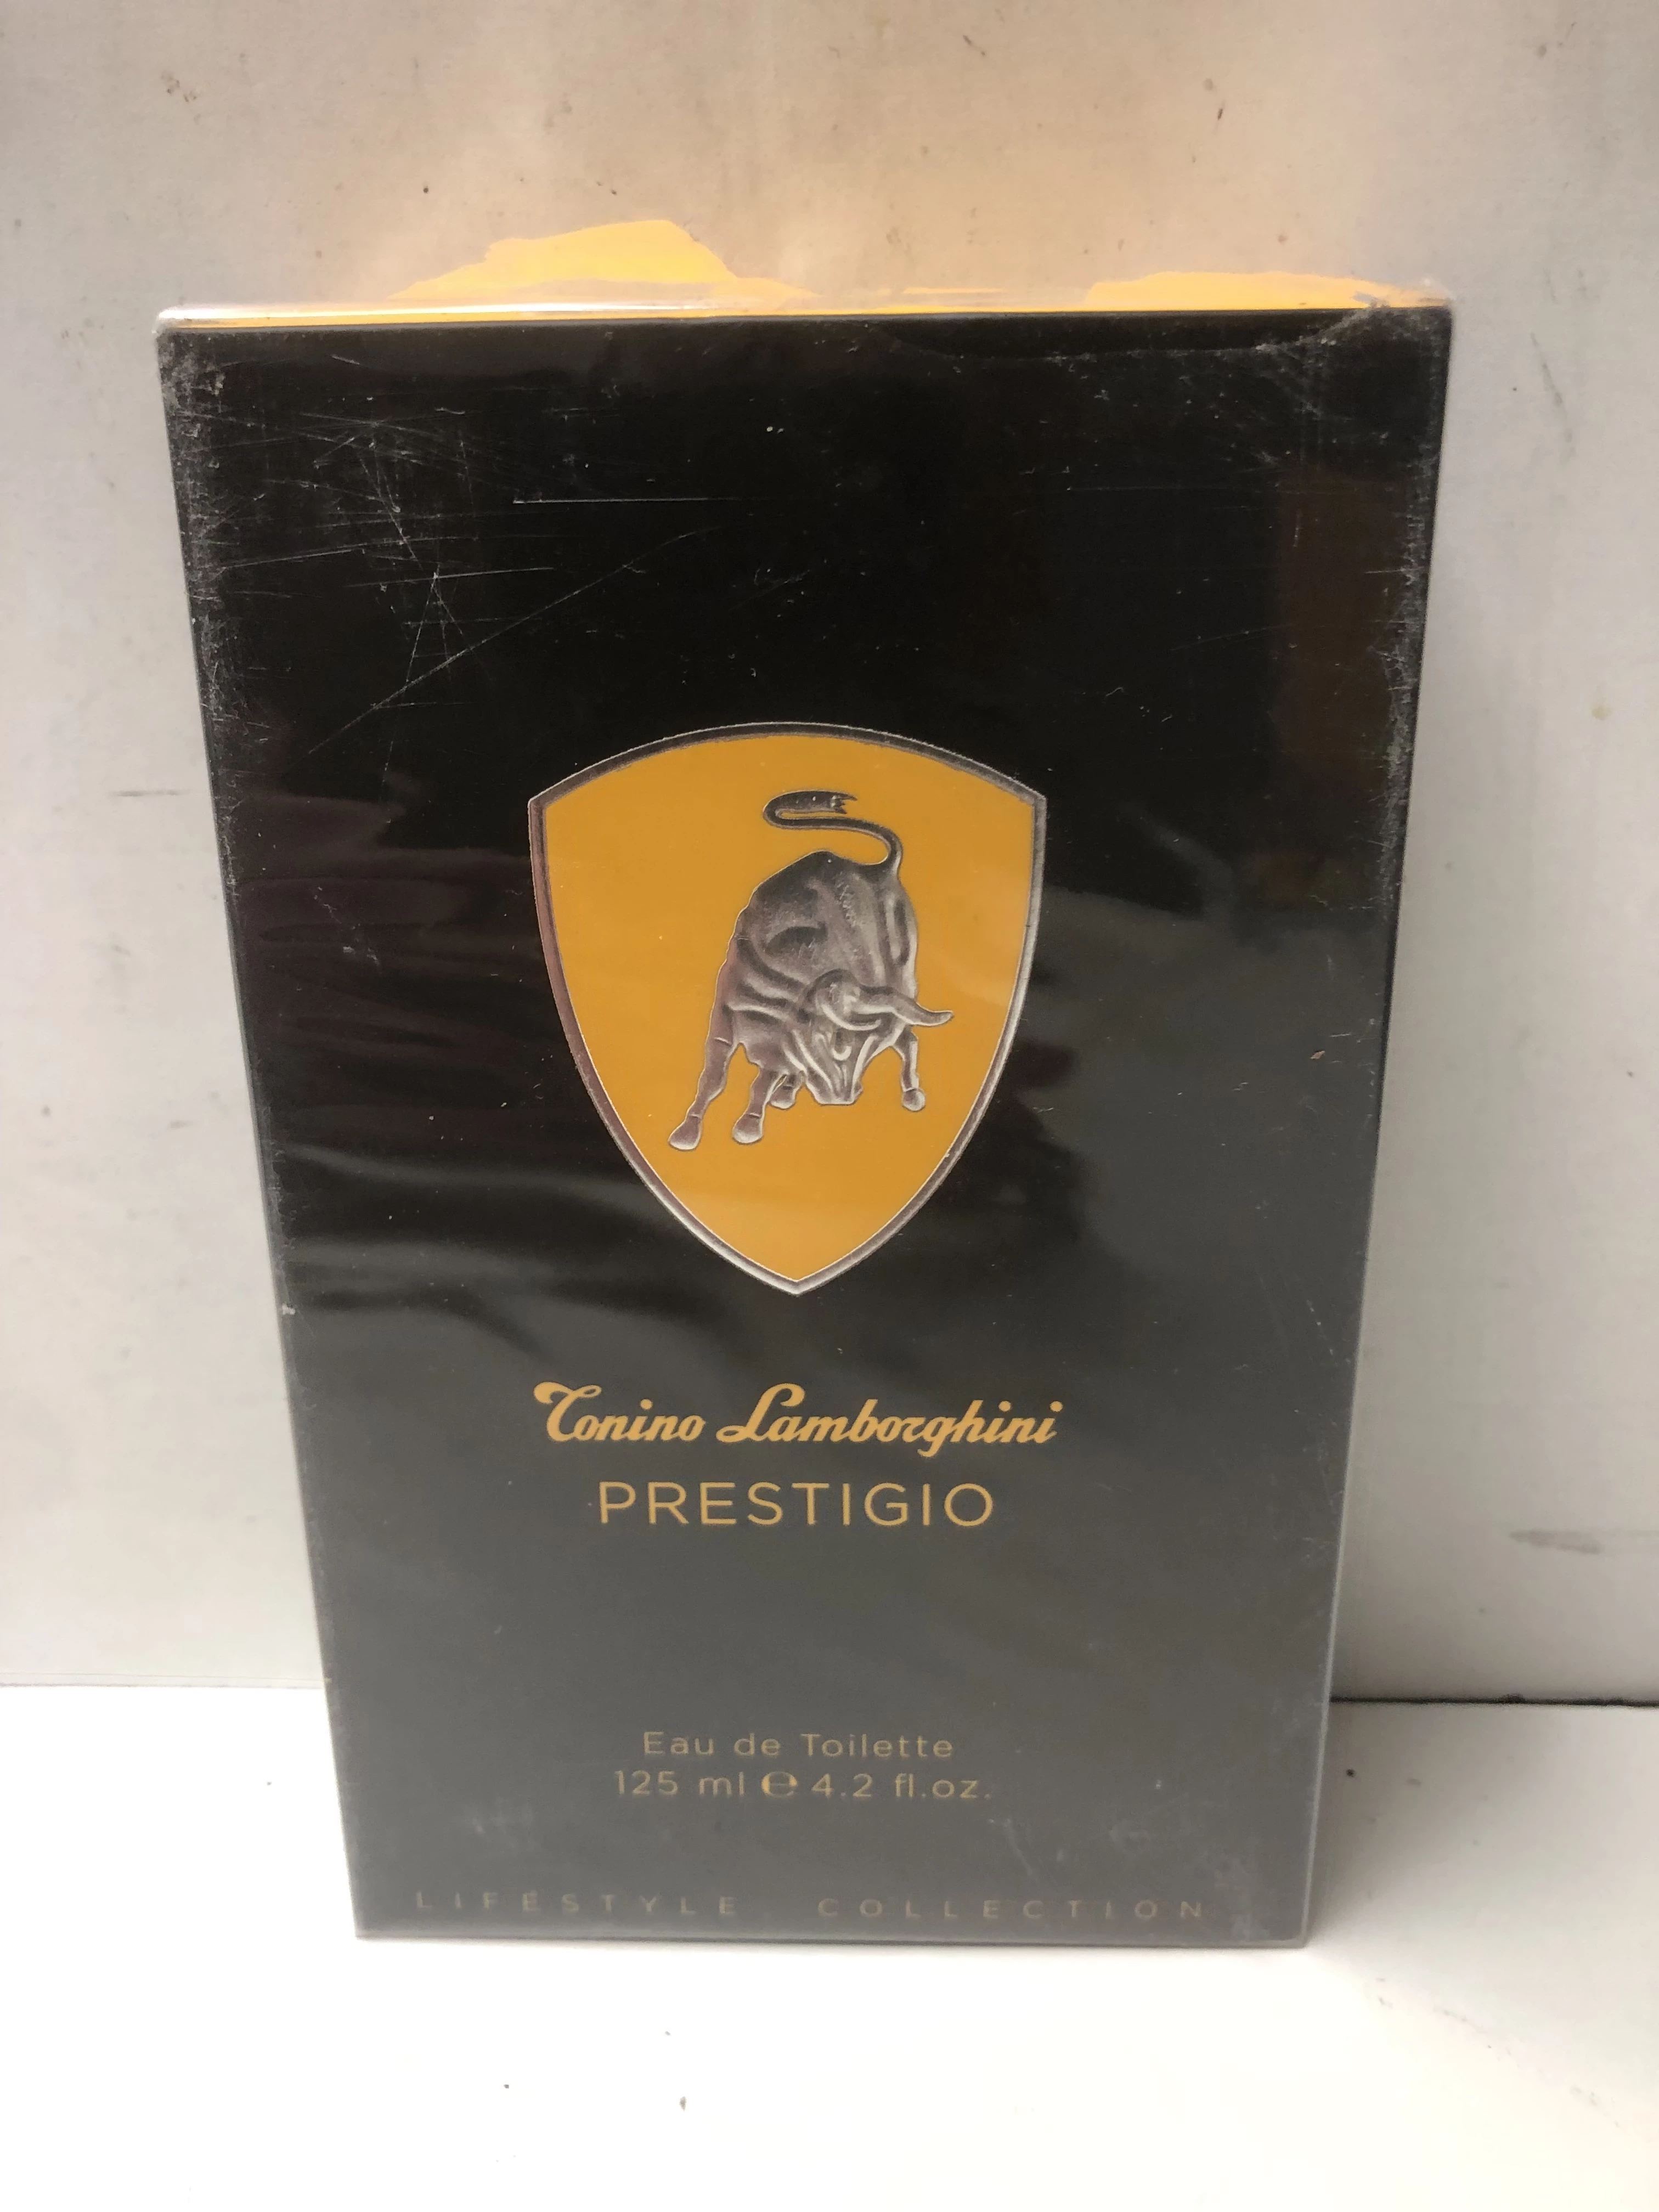 Tonino Lamborghini
PRESTIGIO
Eau de Toilette
125 ml ℮ 4.2 fl.oz.
LIFESTYLE COLLECTION